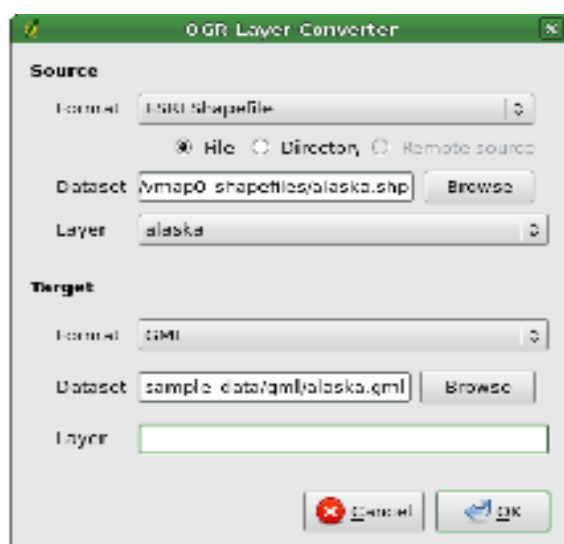 OGR Layer Converter
Source
Format ESRI Shapefile
File Directory Remote source
Dataset /vmap0_shapefiles/alaska.shp Browse
Layer alaska
Target
Format GML
Dataset sample_data/gml/alaska.gml Browse
Layer
Cancel OK